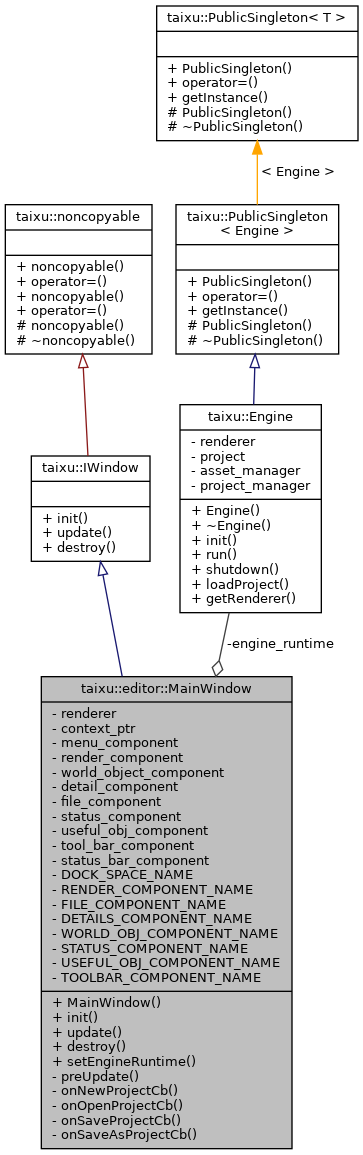 taixu::PublicSingleton< T >
+ PublicSingleton()
+ operator=()
+ getInstance()
# PublicSingleton()
# ~PublicSingleton()
< Engine >
taixu::noncopyable
+ noncopyable()
+ operator=()
+ noncopyable()
+ operator=()
# noncopyable()
# ~noncopyable()
taixu::PublicSingleton
< Engine >
+ PublicSingleton()
+ operator=()
+ getInstance()
# PublicSingleton()
# ~PublicSingleton()
taixu::IWindow
+ init()
+ update()
+ destroy()
taixu::Engine
- renderer
- project
- asset_manager
- project_manager
+ Engine()
+ ~Engine()
+ init()
+ run()
+ shutdown()
+ loadProject()
+ getRenderer()
-engine_runtime
taixu::editor::MainWindow
- renderer
- context_ptr
- menu_component
- render_component
- world_object_component
- detail_component
- file_component
- status_component
- useful_obj_component
- tool_bar_component
- status_bar_component
- DOCK_SPACE_NAME
- RENDER_COMPONENT_NAME
- FILE_COMPONENT_NAME
- DETAILS_COMPONENT_NAME
- WORLD_OBJ_COMPONENT_NAME
- STATUS_COMPONENT_NAME
- USEFUL_OBJ_COMPONENT_NAME
- TOOLBAR_COMPONENT_NAME
+ MainWindow()
+ init()
+ update()
+ destroy()
+ setEngineRuntime()
- preUpdate()
- onNewProjectCb()
- onOpenProjectCb()
- onSaveProjectCb()
- onSaveAsProjectCb()